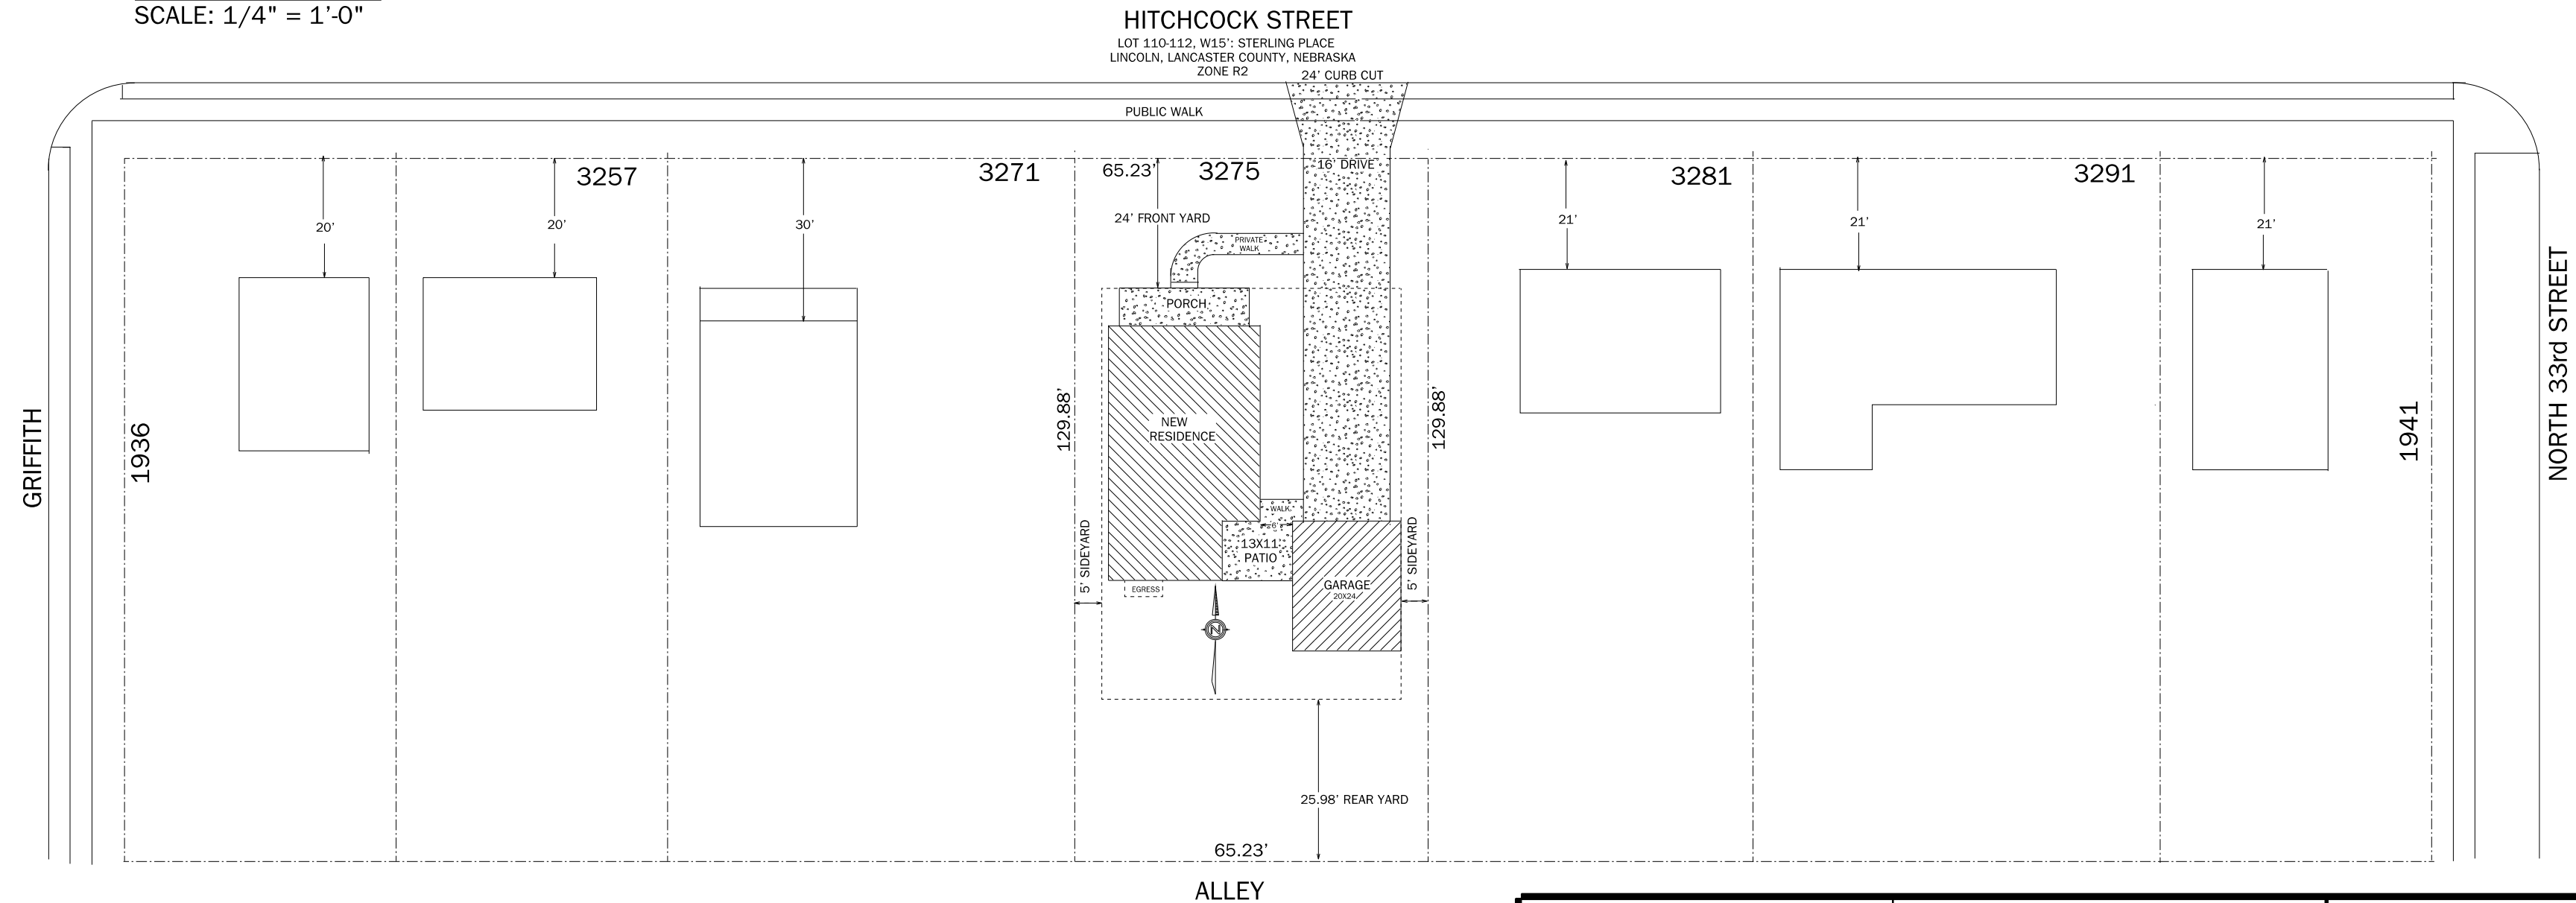 SCALE: 1/4" = 1'-0"
HITCHCOCK STREET
LOT 110-112, W15': STERLING PLACE
LINCOLN, LANCASTER COUNTY, NEBRASKA
ZONE R2
24' CURB CUT
PUBLIC WALK
3257
3271
65.23'
3275
16' DRIVE
3281
3291
20'
20'
30'
24' FRONT YARD
21'
21'
21'
PRIVATE
WALK
PORCH
NEW
RESIDENCE
129.88'
129.88'
GRIFFITH
1936
1941
NORTH 33rd STREET
WALK
6'
13X11
PATIO
5' SIDEYARD
5' SIDEYARD
EGRESS
GARAGE
20X24
N
25.98' REAR YARD
65.23'
ALLEY